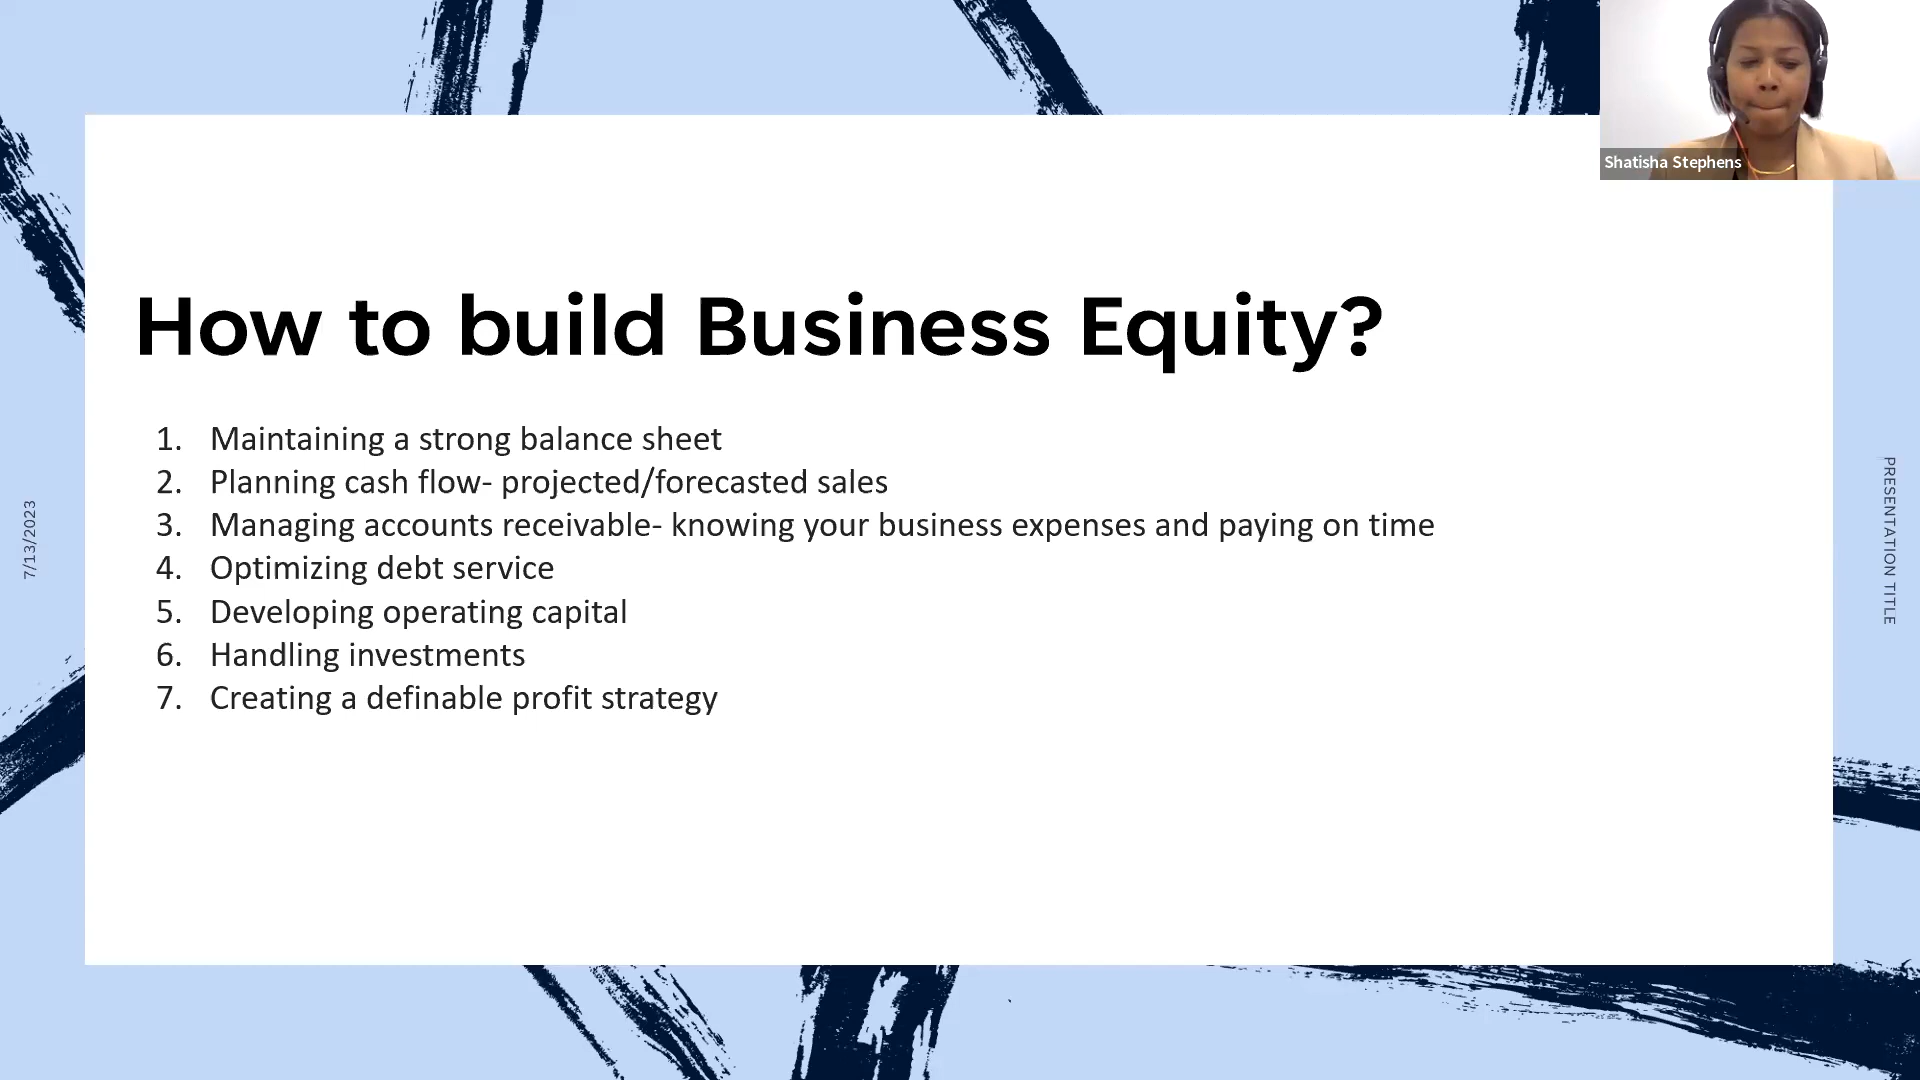 Shatisha Stephens
How to build Business Equity?
1. Maintaining a strong balance sheet
2. Planning cash flow- projected/forecasted sales
3. Managing accounts receivable- knowing your business expenses and paying on time
4. Optimizing debt service
5. Developing operating capital
6. Handling investments
7. Creating a definable profit strategy
7/13/2023
PRESENTATION TITLE